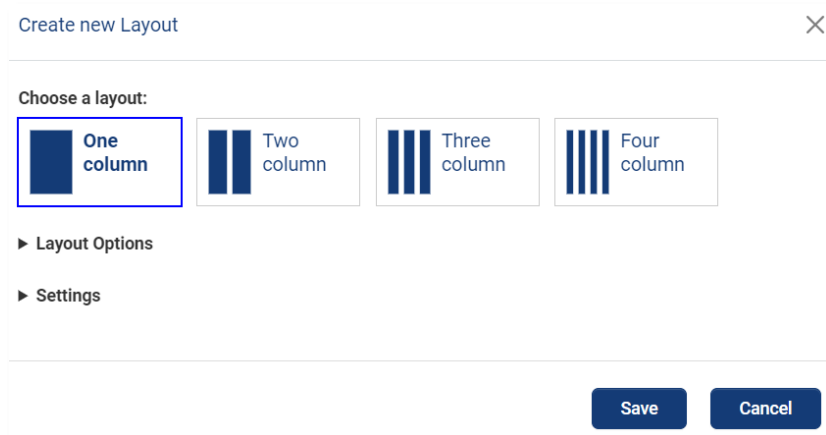 Create new Layout
Choose a layout:
One
column
Two
column
Three
column
Four
column
Layout Options
Settings
Save
Cancel